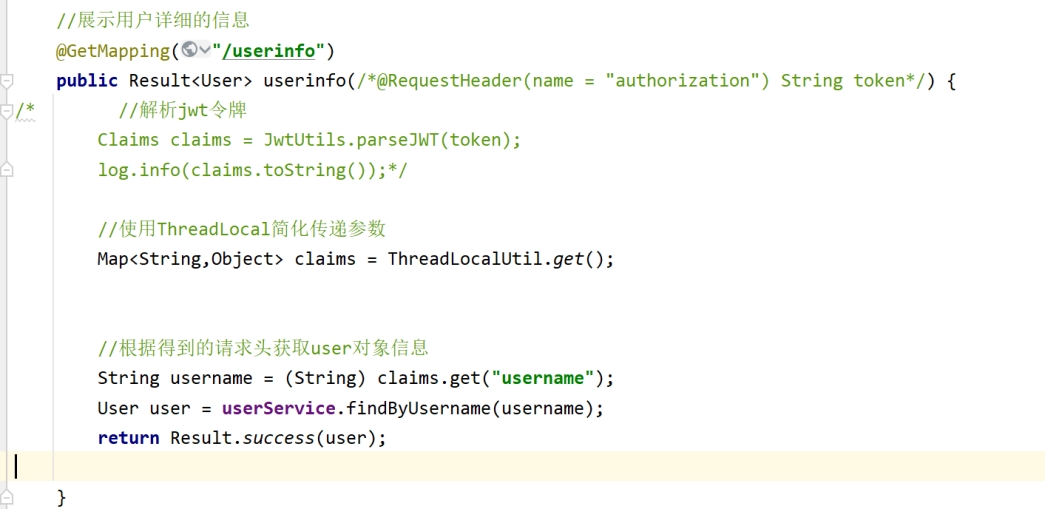 //展示用户详细的信息
@GetMapping("/userinfo")
public Result<User> userinfo(/*@RequestHeader(name = "authorization") String token*/) {
/*        //解析jwt令牌
Claims claims = JwtUtils.parseJWT(token);
log.info(claims.toString());*/
//使用ThreadLocal简化传递参数
Map<String,Object> claims = ThreadLocalUtil.get();
//根据得到的请求头获取user对象信息
String username = (String) claims.get("username");
User user = userService.findByUsername(username);
return Result.success(user);
}